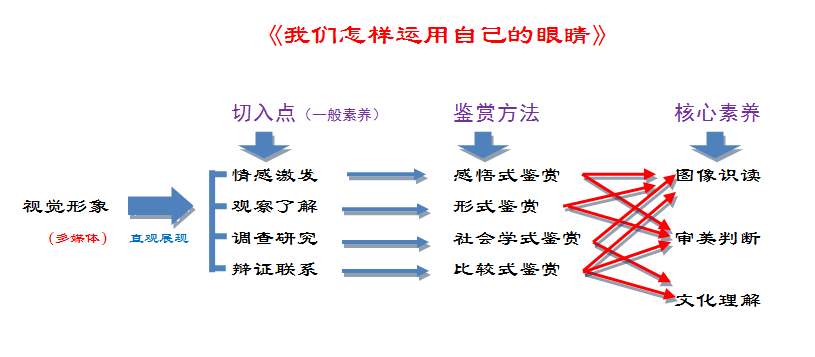 《我们怎样运用自己的眼睛》
切入点（一般素养） 鉴赏方法 核心素养
情感激发 感悟式鉴赏 图像识读
视觉形象 观察了解 形式鉴赏
（多媒体） 直观展现 调查研究 社会学式鉴赏 审美判断
辩证联系 比较式鉴赏
文化理解